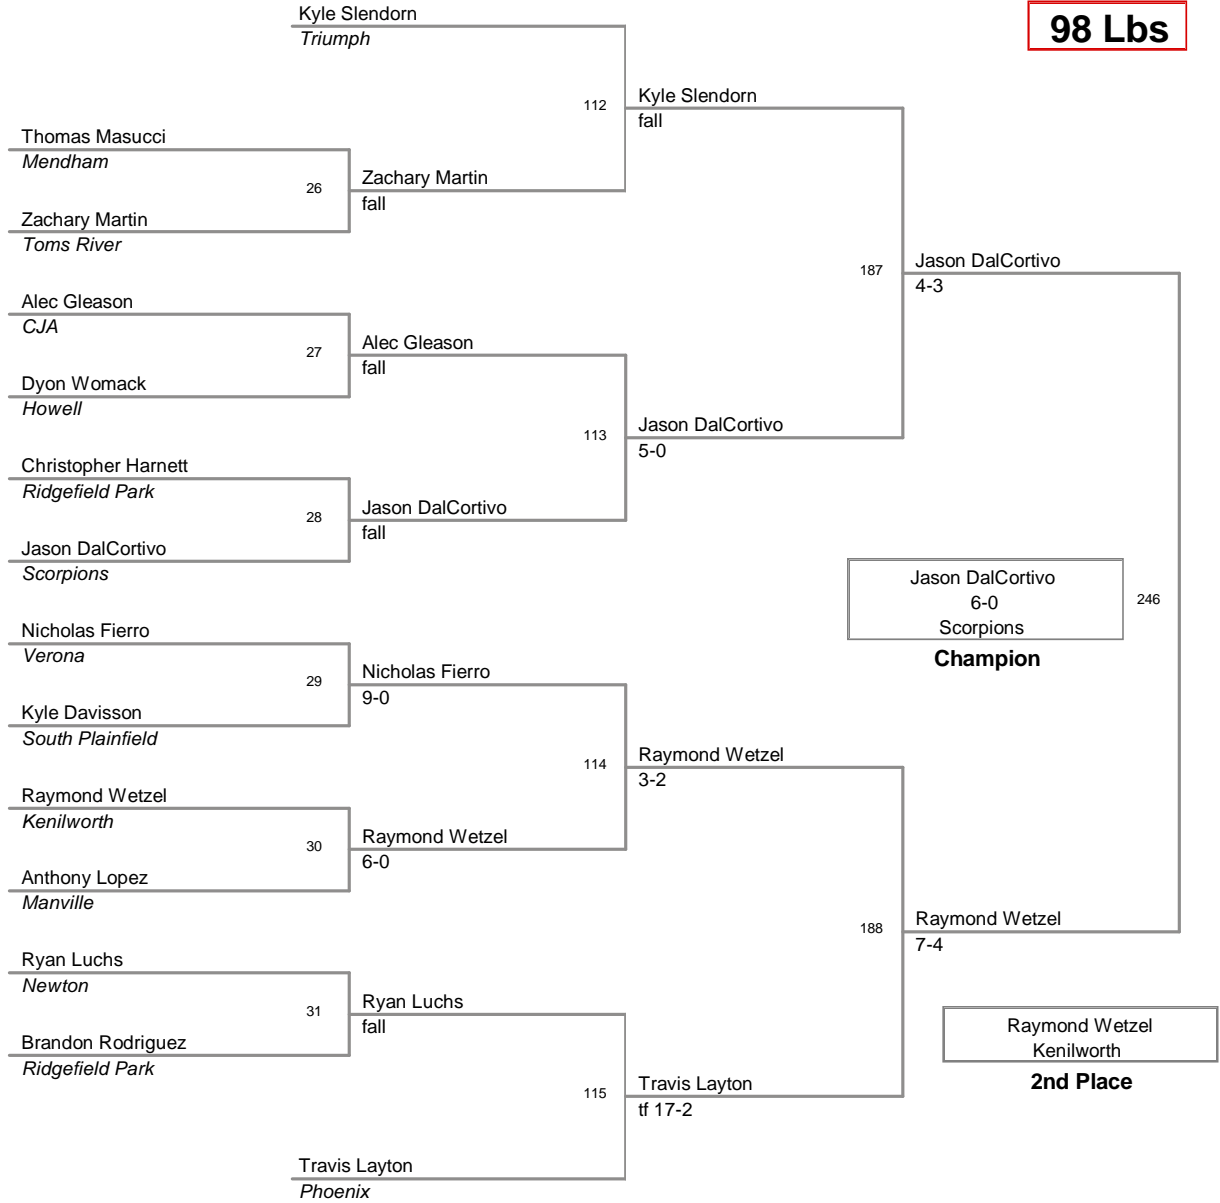 Kyle Slendorn
Triumph
98 Lbs
112
Kyle Slendorn
fall
Thomas Masucci
Mendham
26
Zachary Martin
fall
Zachary Martin
Toms River
187
Jason DalCortivo
4-3
Alec Gleason
CJA
27
Alec Gleason
fall
Dyon Womack
Howell
113
Jason DalCortivo
5-0
Christopher Harnett
Ridgefield Park
28
Jason DalCortivo
fall
Jason DalCortivo
Scorpions
Jason DalCortivo
6-0
Scorpions
Champion
246
Nicholas Fierro
Verona
29
Nicholas Fierro
9-0
Kyle Davisson
South Plainfield
114
Raymond Wetzel
3-2
Raymond Wetzel
Kenilworth
30
Raymond Wetzel
6-0
Anthony Lopez
Manville
188
Raymond Wetzel
7-4
Ryan Luchs
Newton
31
Ryan Luchs
fall
Brandon Rodriguez
Ridgefield Park
Raymond Wetzel
Kenilworth
2nd Place
115
Travis Layton
tf 17-2
Travis Layton
Phoenix